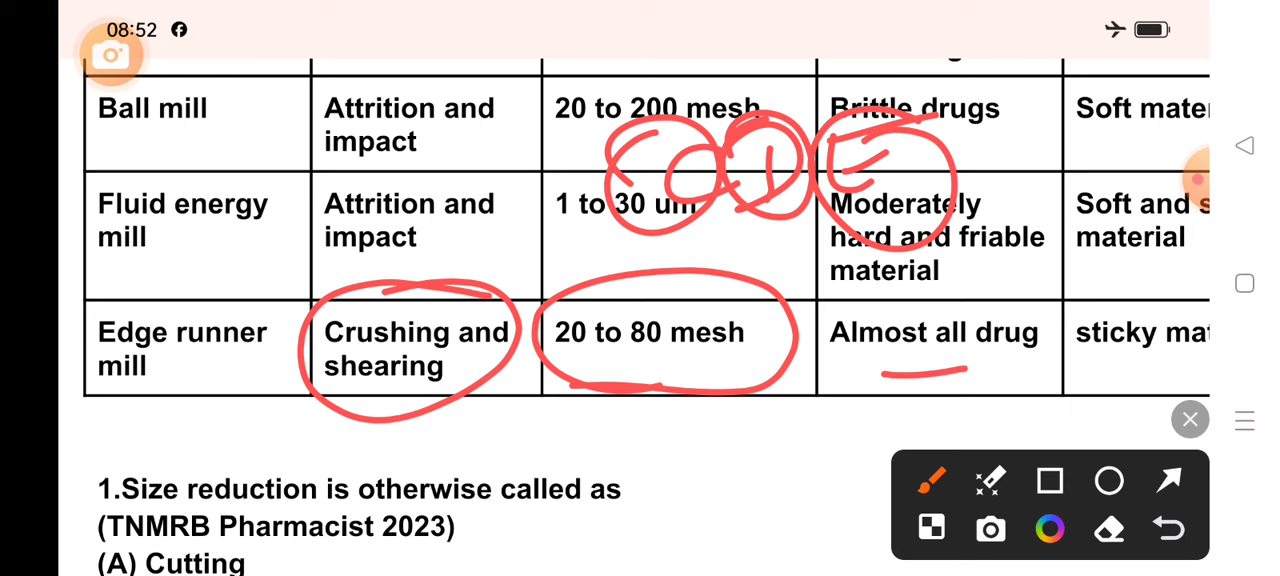 08:52
Ball mill
Attrition and
impact
20 to 200 mesh
Brittle drugs
Soft mater
Fluid energy
mill
Attrition and
impact
1 to 30 um
Moderately
hard and friable
material
Soft and s
material
Edge runner
mill
Crushing and
shearing
20 to 80 mesh
Almost all drug
sticky mat
1.Size reduction is otherwise called as
(TNMRB Pharmacist 2023)
(A) Cutting